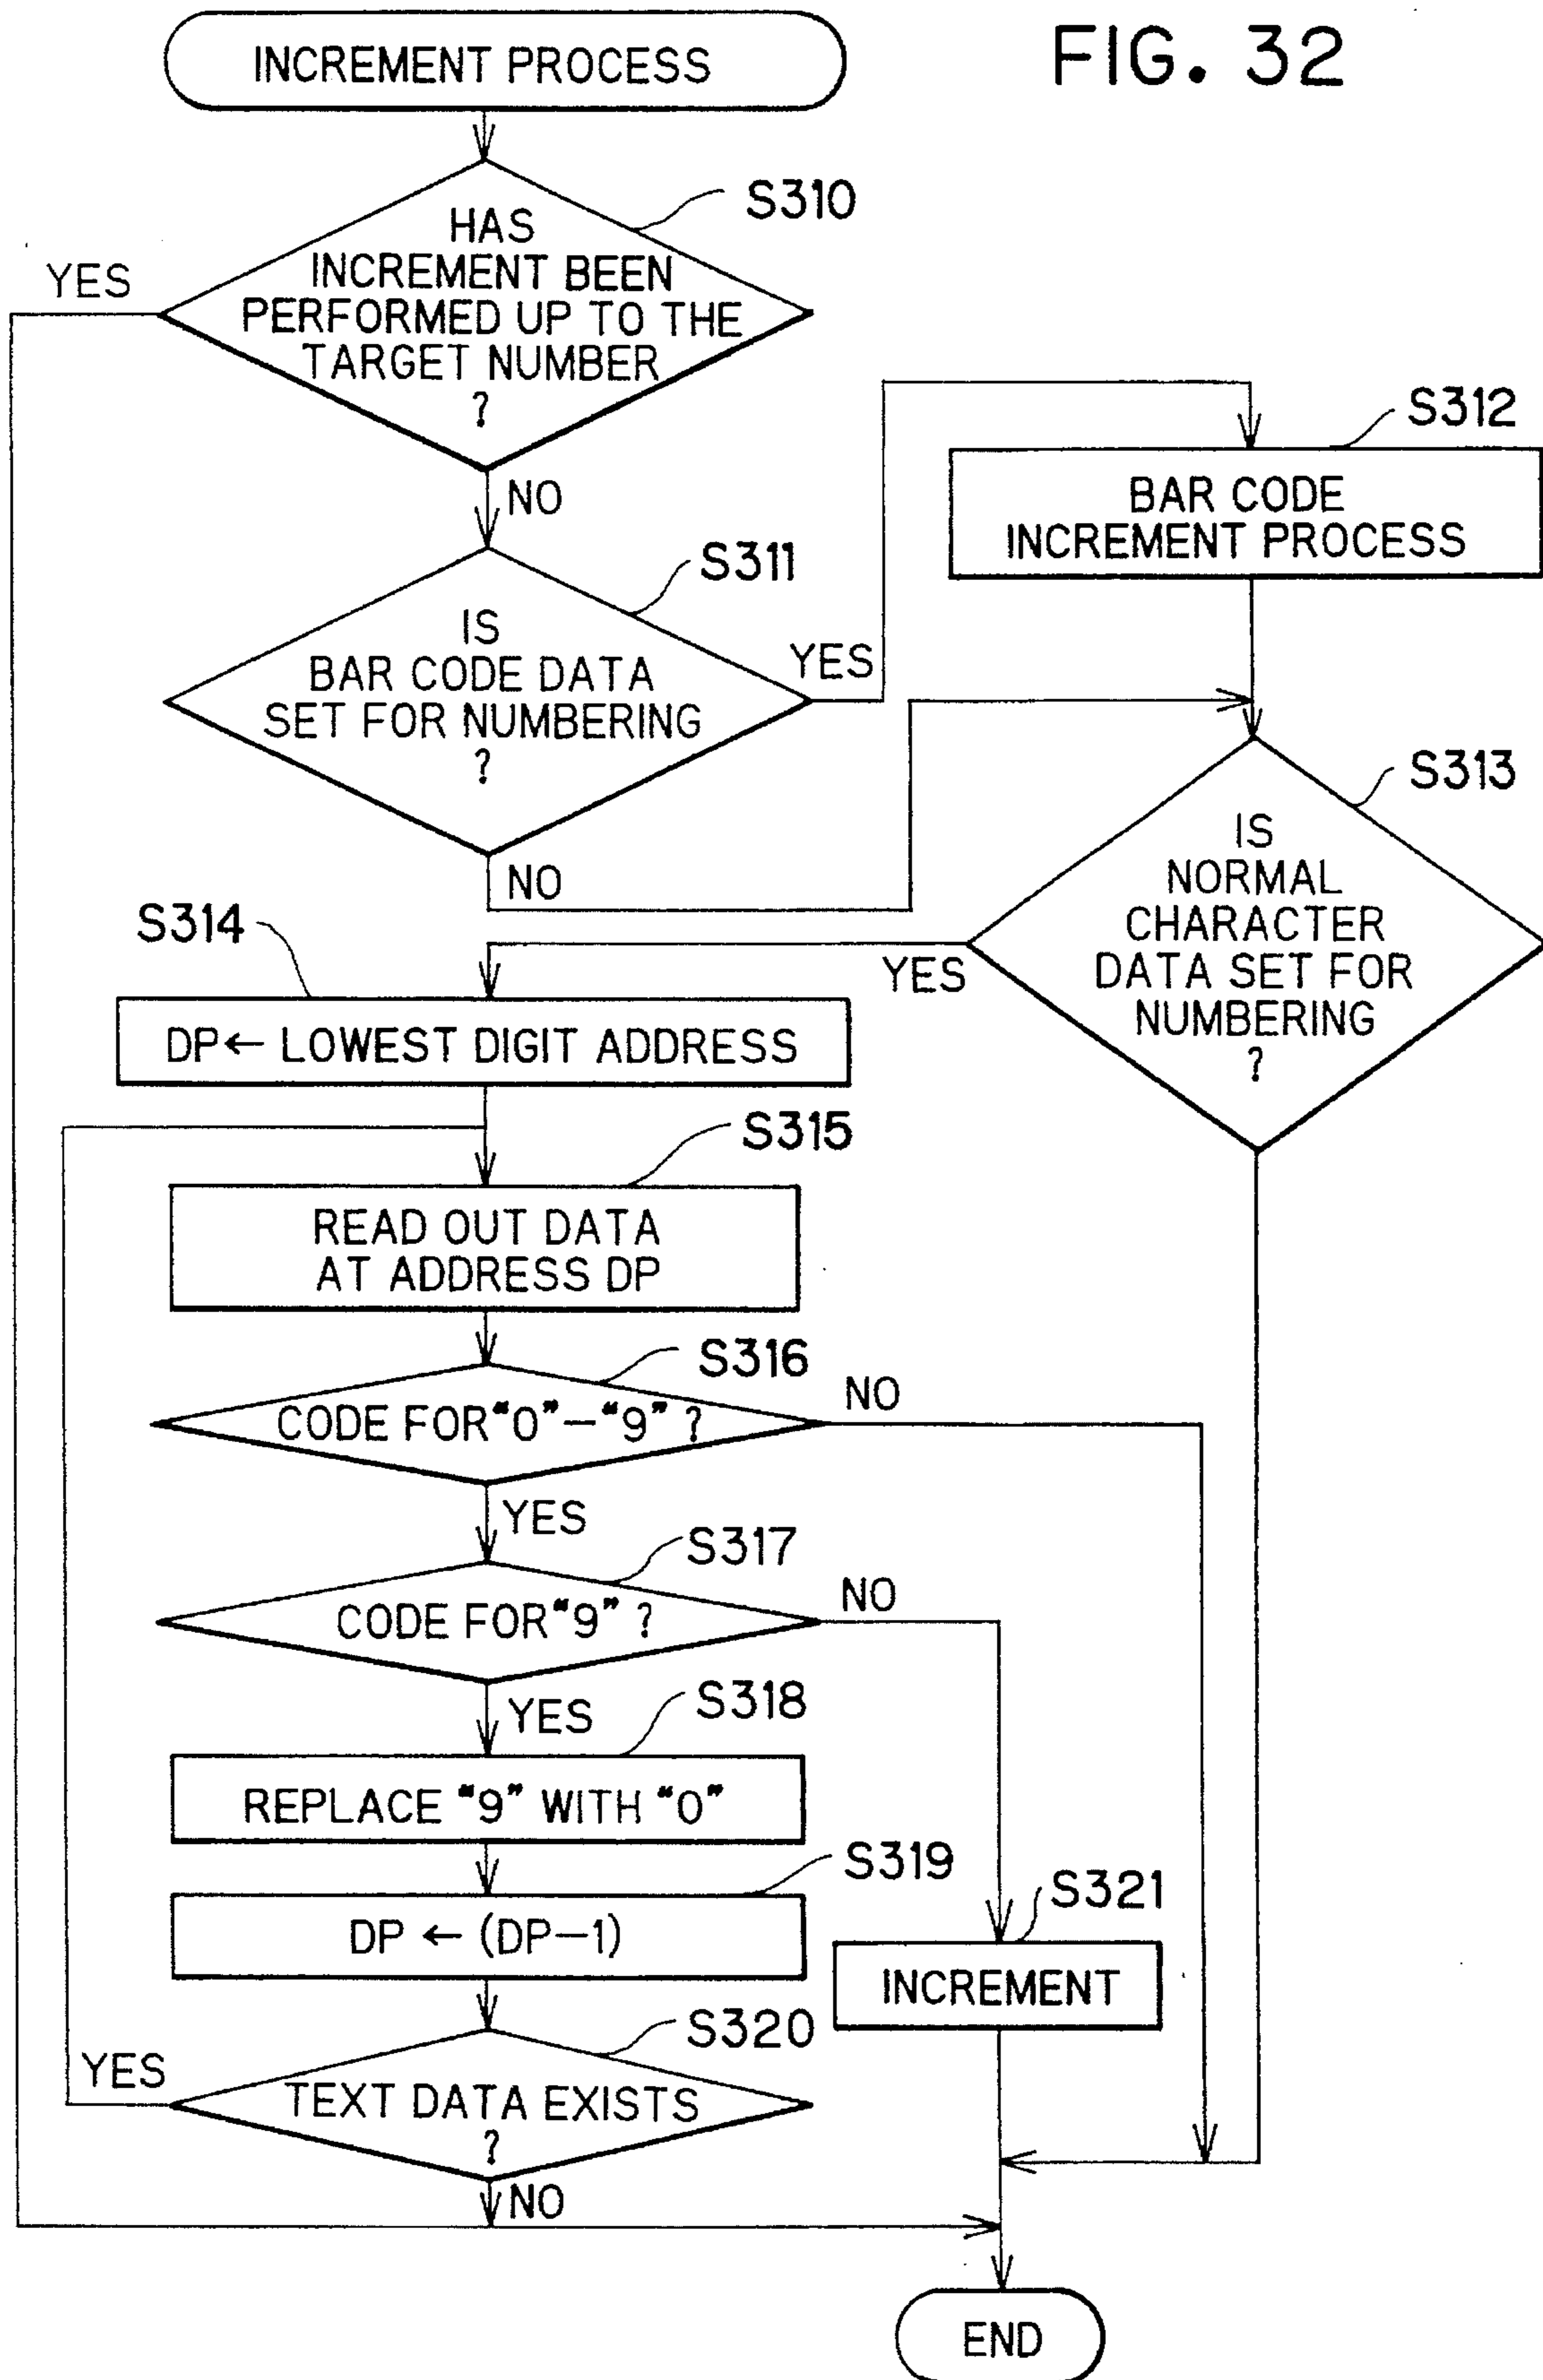 FIG. 32
INCREMENT PROCESS
S310
HAS
INCREMENT BEEN
PERFORMED UP TO THE
TARGET NUMBER
?
YES
NO
S311
IS
BAR CODE DATA
SET FOR NUMBERING
?
YES
NO
S312
BAR CODE
INCREMENT PROCESS
S313
IS
NORMAL
CHARACTER
DATA SET FOR
NUMBERING
?
YES
S314
DP← LOWEST DIGIT ADDRESS
S315
READ OUT DATA
AT ADDRESS DP
S316
CODE FOR “0”–“9” ?
NO
YES
S317
CODE FOR “9” ?
NO
YES
S318
REPLACE “9” WITH “0”
S319
DP ← (DP–1)
S321
INCREMENT
S320
TEXT DATA EXISTS
?
YES
NO
END